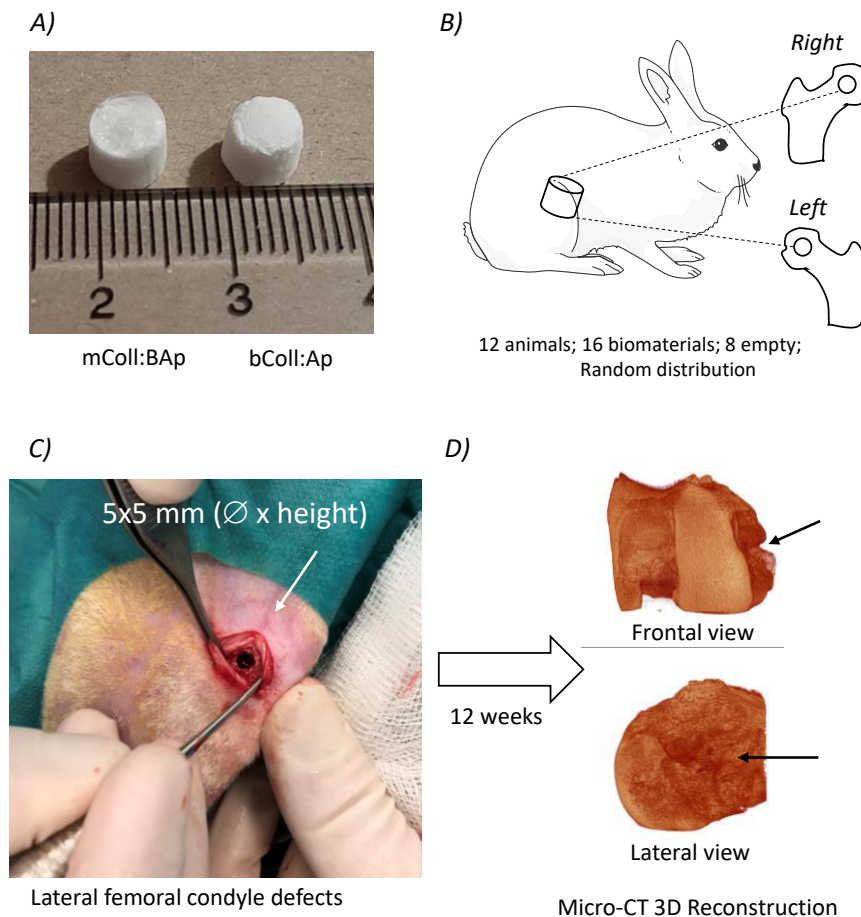 A)
2 3 4
mColl:BAp bColl:Ap
B)
Right
Left
12 animals; 16 biomaterials; 8 empty;
Random distribution
C)
5x5 mm (∅ x height)
Lateral femoral condyle defects
12 weeks
D)
Frontal view
Lateral view
Micro-CT 3D Reconstruction